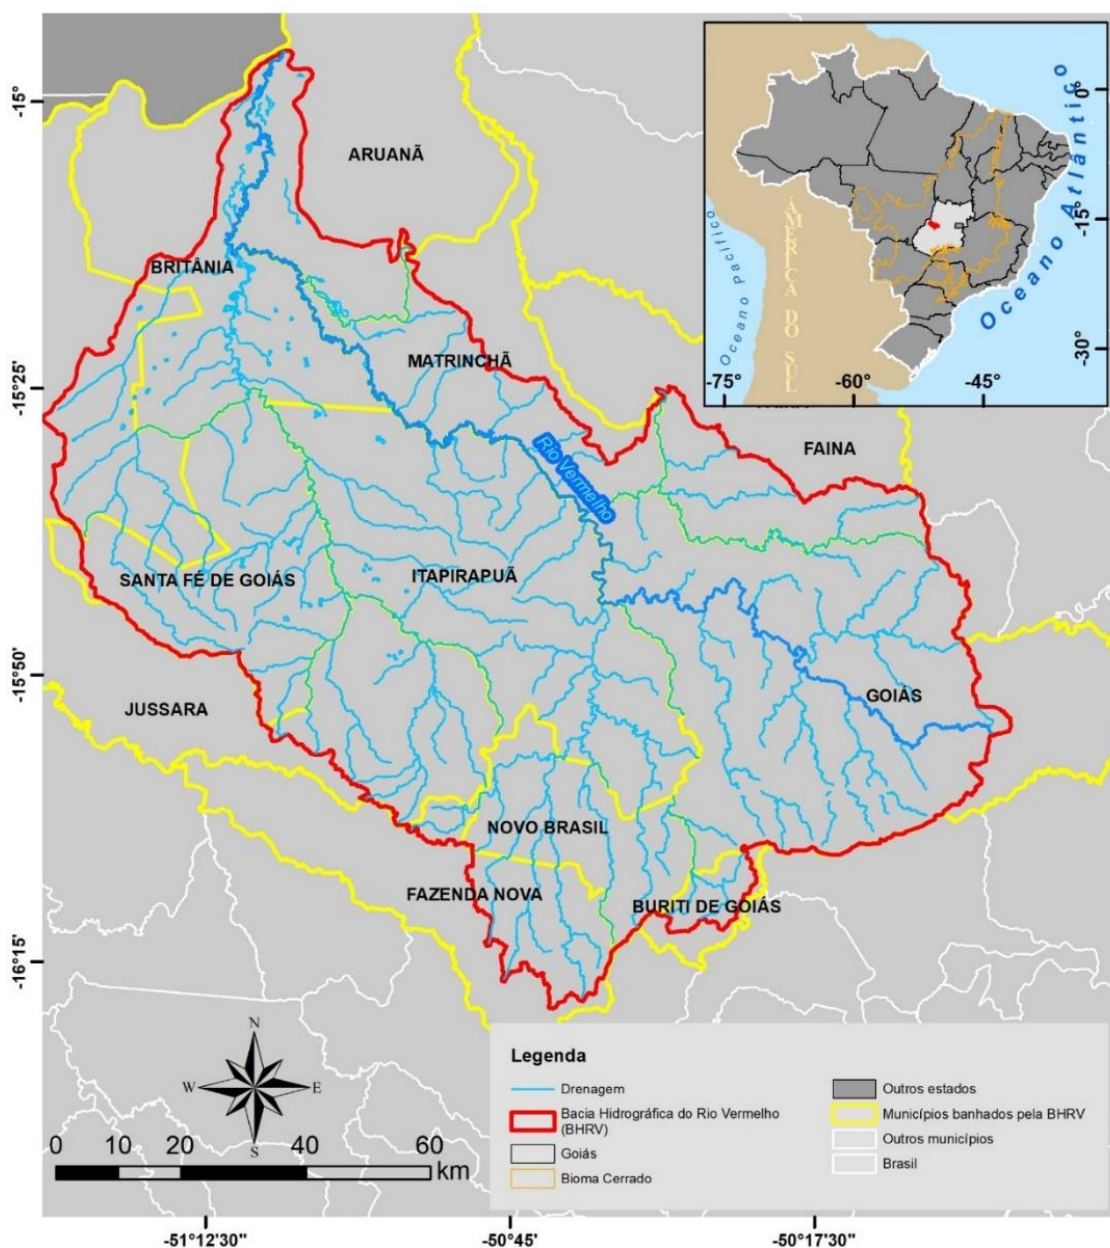 -15°
-15°25
-15°50
-16°15
ARUANÃ
BRITÂNIA
MATRINCHÃ
FAINA
Rio Vermelho
SANTA FÉ DE GOIÁS
ITAPIRAPUÃ
GOIÁS
JUSSARA
NOVO BRASIL
FAZENDA NOVA
BURITI DE GOIÁS
Oceano Atlântico
Oceano Pacífico
AMÉRICA DO SUL
0°
-15°
-30°
-75°
-60°
-45°
N
W
E
S
0 10 20 40 60
km
Legenda
Drenagem
Bacia Hidrográfica do Rio Vermelho
(BHRV)
Goiás
Bioma Cerrado
Outros estados
Municípios banhados pela BHRV
Outros municípios
Brasil
-51°12'30"
-50°45'
-50°17'30"